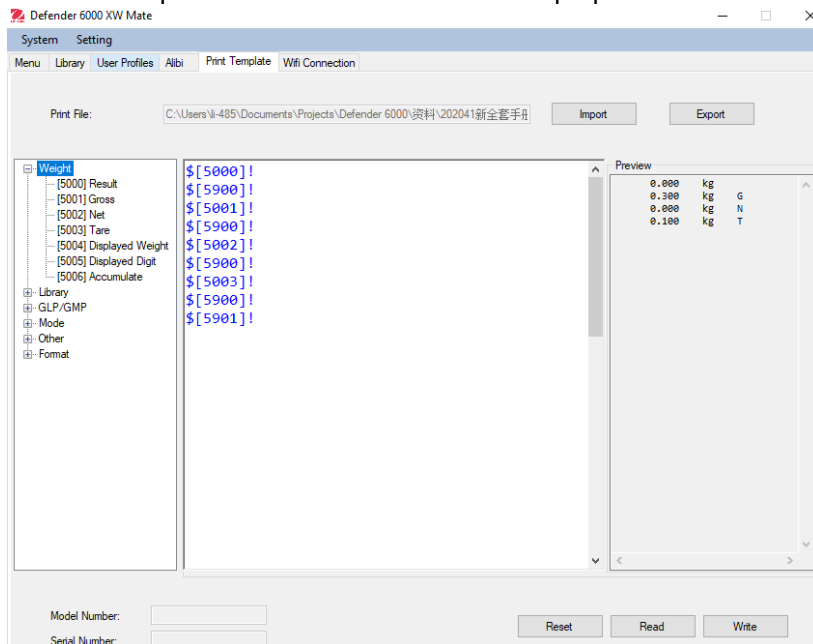 Defender 6000 XW Mate
System Setting
Menu Library User Profiles Alibi Print Template Wifi Connection
Print File: C:\Users\li-485\Documents\Projects\Defender 6000\资料\202041新全套手册 Import Export
Weight
[5000] Result
[5001] Gross
[5002] Net
[5003] Tare
[5004] Displayed Weight
[5005] Displayed Digit
[5006] Accumulate
Library
GLP/GMP
Mode
Other
Format
$[5000]!
$[5900]!
$[5001]!
$[5900]!
$[5002]!
$[5900]!
$[5003]!
$[5900]!
$[5901]!
Preview
0.000 kg
0.300 kg G
0.000 kg N
0.100 kg T
Model Number:
Serial Number:
Reset Read Write